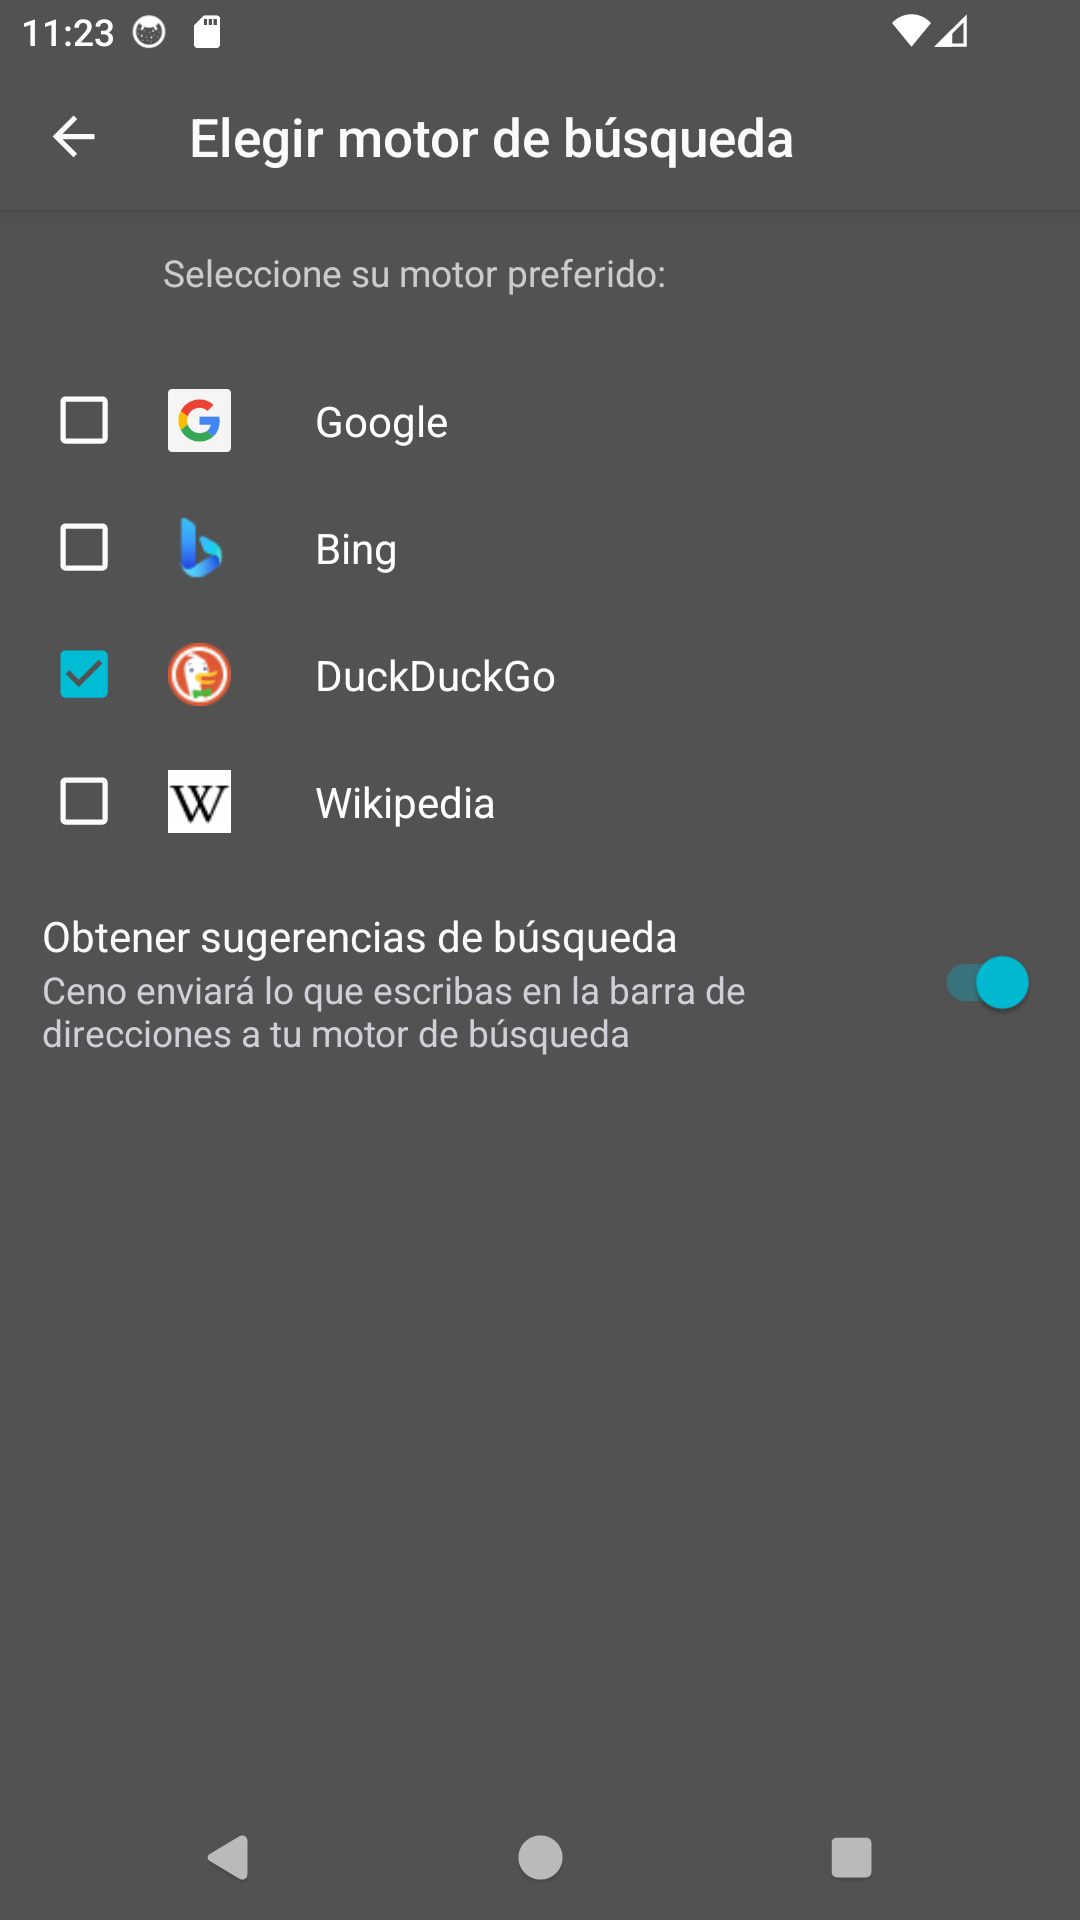 11:23
Elegir motor de búsqueda
Seleccione su motor preferido:
Google
Bing
DuckDuckGo
W
Wikipedia
Obtener sugerencias de búsqueda
Ceno enviará lo que escribas en la barra de
direcciones a tu motor de búsqueda